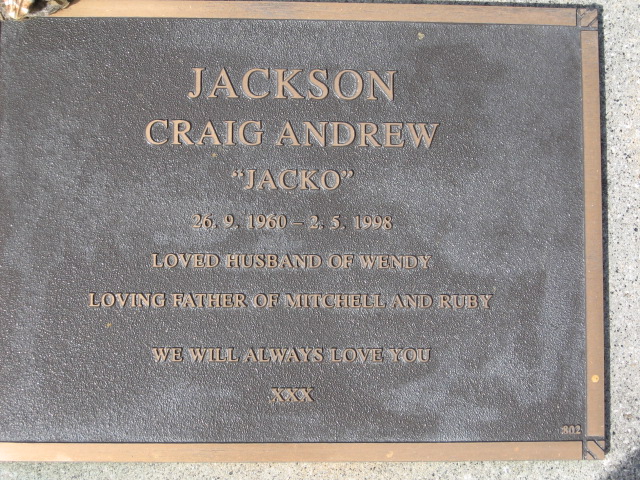 JACKSON
CRAIG ANDREW
"JACKO"
26. 9. 1960 – 2. 5. 1998
LOVED HUSBAND OF WENDY
LOVING FATHER OF MITCHELL AND RUBY
WE WILL ALWAYS LOVE YOU
XXX
802